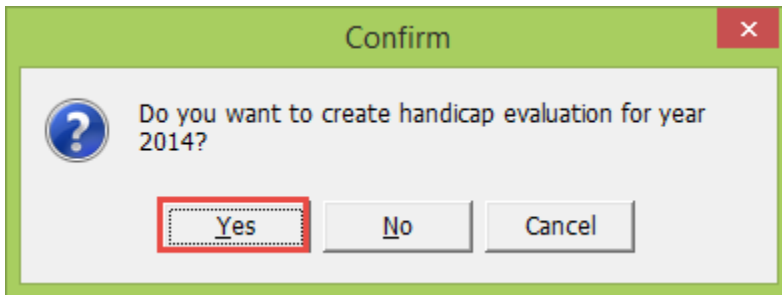 Confirm
Do you want to create handicap evaluation for year
2014?
Yes No Cancel